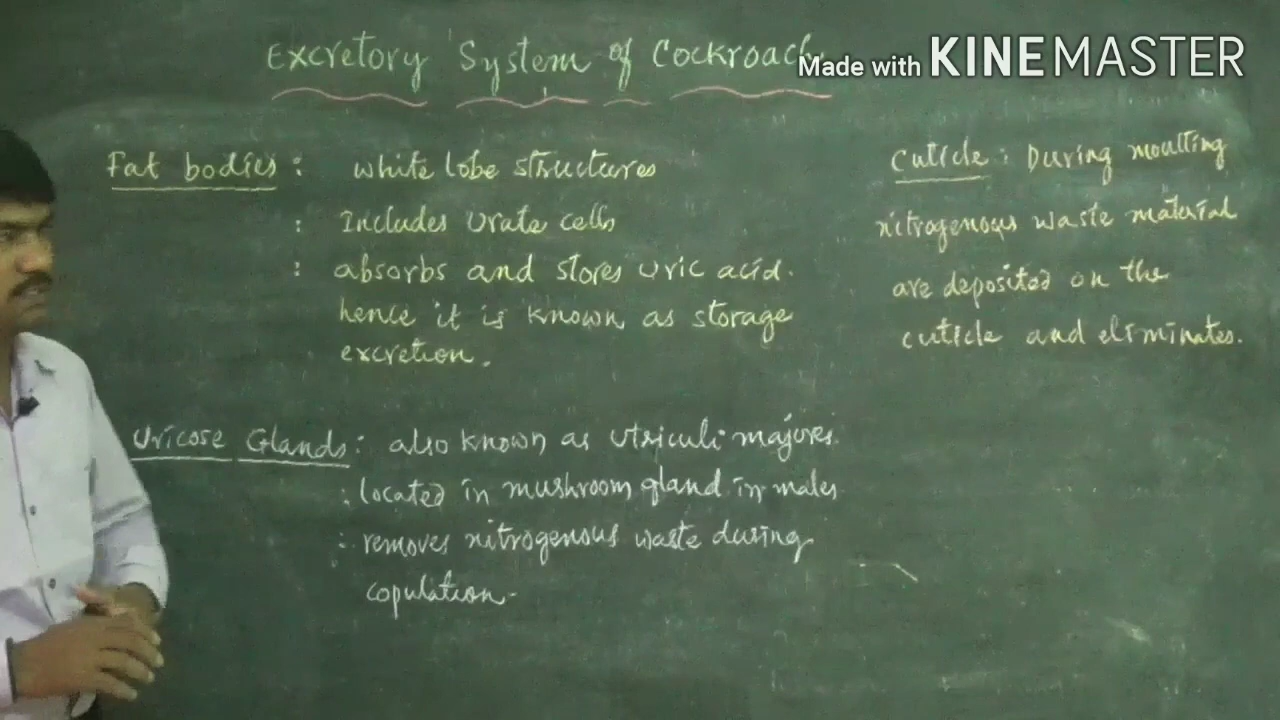 Excretory System of Cockroach
Made with KINEMASTER
Fat bodies : white lobe structures
: Includes Urate cells
: absorbs and stores uric acid.
hence it is known as storage
excretion.
Cuticle : During moulting
nitrogenous waste material
are deposited on the
cuticle and eliminates.
Uricose Glands : also known as utriculi majores.
: located in mushroom gland in males
: removes nitrogenous waste during
copulation.